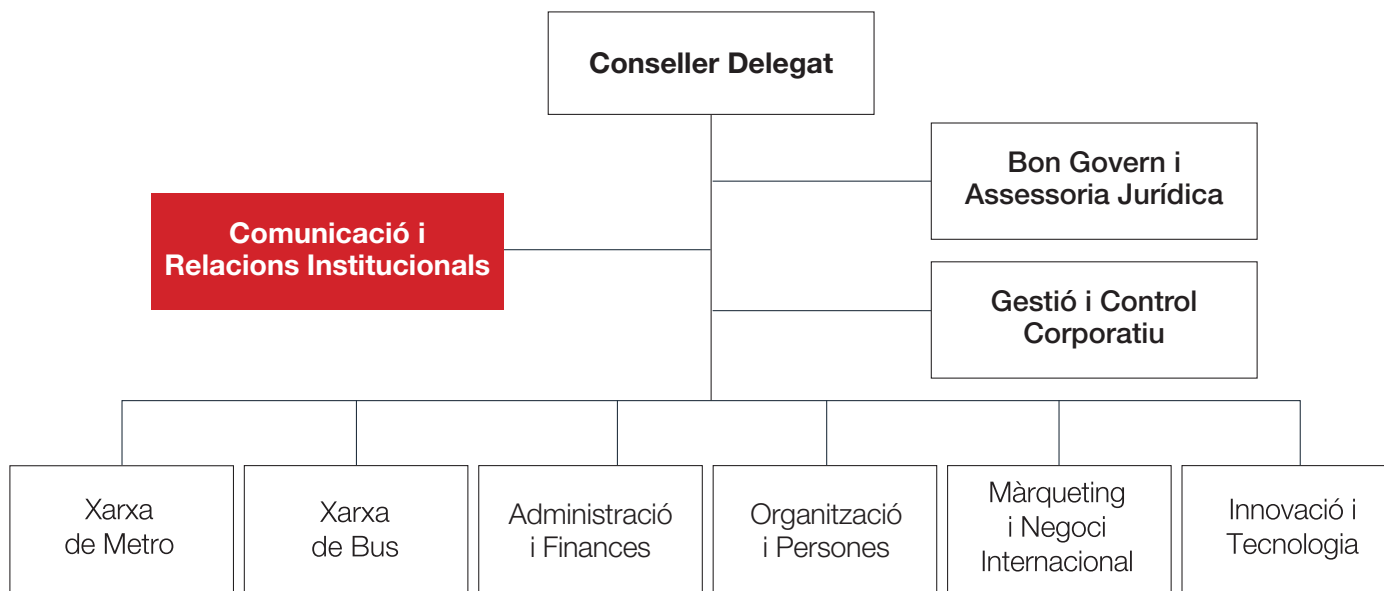 Conseller Delegat
Bon Govern i
Assessoria Jurídica
Comunicació i
Relacions Institucionals
Gestió i Control
Corporatiu
Xarxa
de Metro
Xarxa
de Bus
Administració
i Finances
Organització
i Persones
Màrqueting
i Negoci
Internacional
Innovació i
Tecnologia